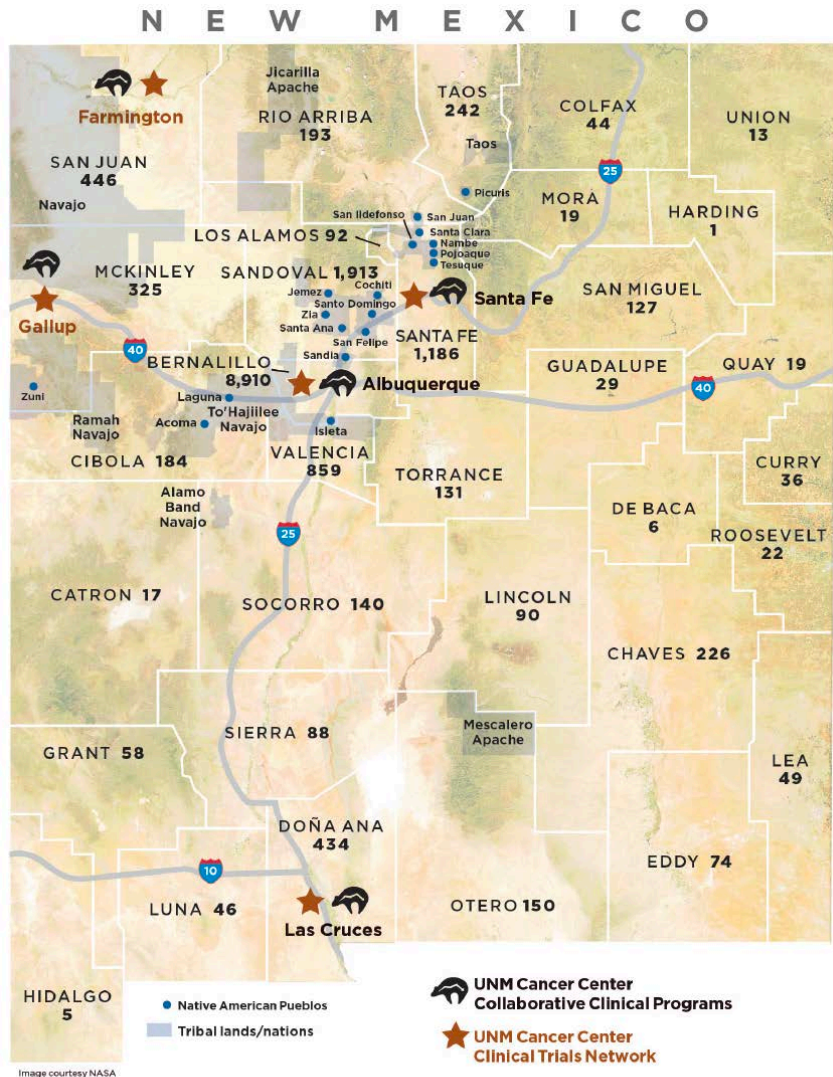 NEW MEXICO
Farmington
Jicarilla
Apache
RIO ARRIBA
193
TAOS
242
Taos
COLFAX
44
UNION
13
SAN JUAN
446
Navajo
25
Picuris
MORA
19
HARDING
1
San Ildefonso
San Juan
Santa Clara
Nambe
Pojoaque
Tesuque
LOS ALAMOS 92
MCKINLEY
325
SANDOVAL 1,913
Jemez
Cochiti
Santo Domingo
Zia
Santa Ana
San Felipe
Sandia
Santa Fe
SANTA FE
1,186
SAN MIGUEL
127
Gallup
40
BERNALILLO
8,910
Albuquerque
GUADALUPE
29
QUAY 19
40
Zuni
Ramah
Navajo
Laguna
To'Hajiilee
Navajo
Acoma
Isleta
CIBOLA 184
VALENCIA
859
TORRANCE
131
CURRY
36
Alamo
Band
Navajo
DE BACA
6
ROOSEVELT
22
25
CATRON 17
SOCORRO 140
LINCOLN
90
CHAVES 226
SIERRA 88
Mescalero
Apache
GRANT 58
LEA
49
DOÑA ANA
434
10
EDDY 74
LUNA 46
OTERO 150
Las Cruces
HIDALGO
5
Native American Pueblos
Tribal lands/nations
UNM Cancer Center
Collaborative Clinical Programs
UNM Cancer Center
Clinical Trials Network
Image courtesy NASA